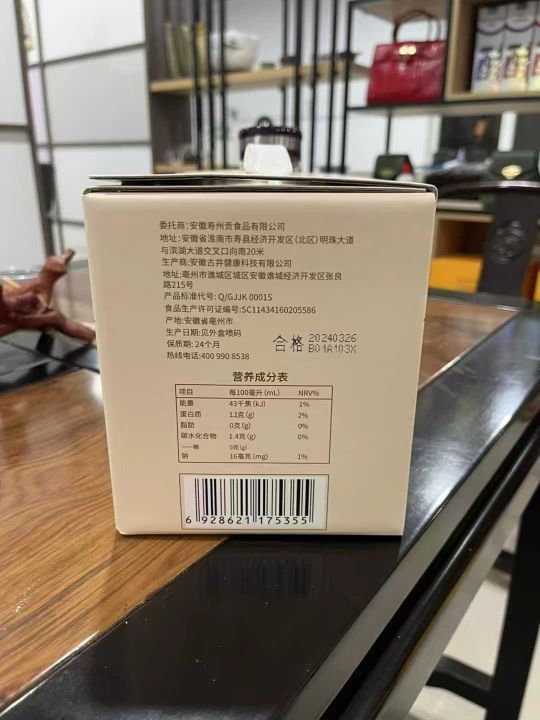 委托商:安徽寿州贡食品有限公司
地址:安徽省淮南市寿县经济开发区(北区)明珠大道
与滨湖大道交叉口向南20米
生产商:安徽古井健康科技有限公司
地址:亳州市谯城区城区安徽谯城经济开发区张良
路215号
产品标准代号: Q/GJJK 0001S
食品生产许可证编号:SC11434160205586
产地:安徽省亳州市
生产日期:见外盒喷码
保质期: 24个月
热线电话:400 990 8538
合格 20240326
B01A103X
营养成分表
项目 每100毫升(mL) NRV%
能量 43千焦(kJ) 1%
蛋白质 1.1克(g) 2%
脂肪 0克(g) 0%
碳水化合物 1.4克(g) 0%
——糖 0克(g)
钠 16毫克(mg) 1%
6 928621 175355